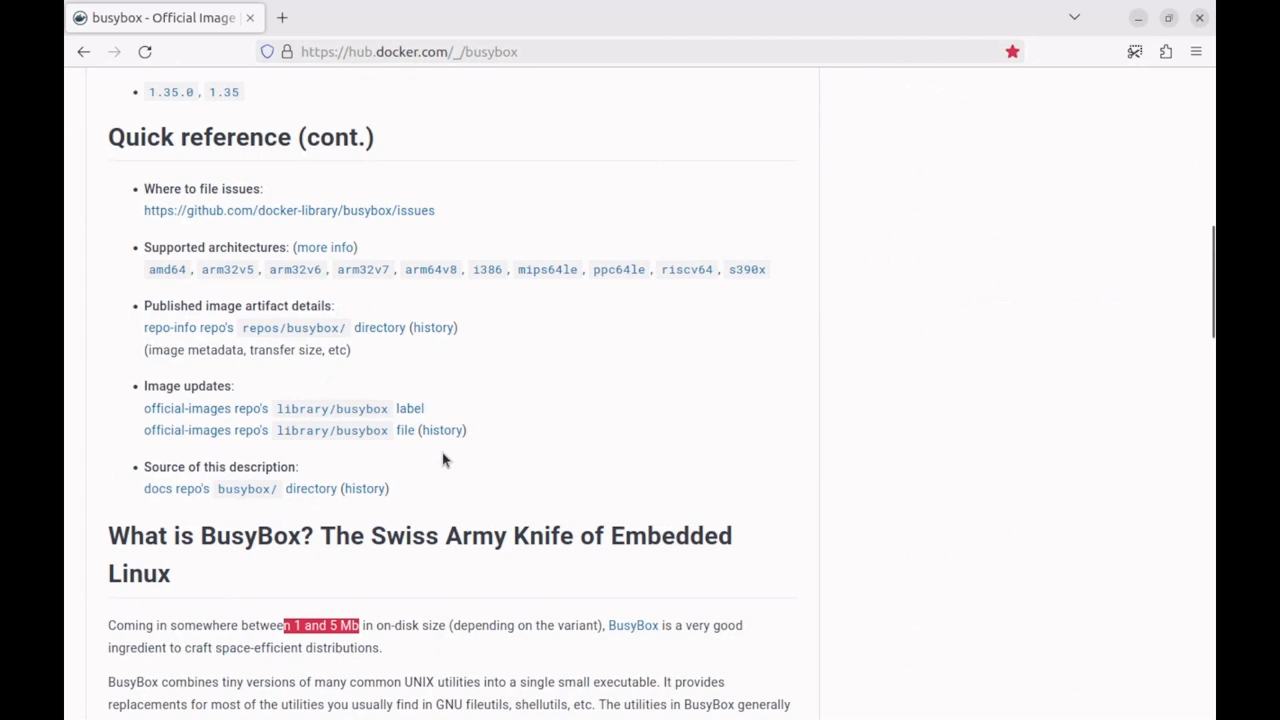 busybox - Official Image
https://hub.docker.com/_/busybox
• 1.35.0, 1.35
Quick reference (cont.)
• Where to file issues:
https://github.com/docker-library/busybox/issues
• Supported architectures: (more info)
amd64, arm32v5, arm32v6, arm32v7, arm64v8, i386, mips64le, ppc64le, riscv64, s390x
• Published image artifact details:
repo-info repo's repos/busybox/ directory (history)
(image metadata, transfer size, etc)
• Image updates:
official-images repo's library/busybox label
official-images repo's library/busybox file (history)
• Source of this description:
docs repo's busybox/ directory (history)
What is BusyBox? The Swiss Army Knife of Embedded
Linux
Coming in somewhere between 1 and 5 Mb in on-disk size (depending on the variant), BusyBox is a very good
ingredient to craft space-efficient distributions.
BusyBox combines tiny versions of many common UNIX utilities into a single small executable. It provides
replacements for most of the utilities you usually find in GNU fileutils, shellutils, etc. The utilities in BusyBox generally